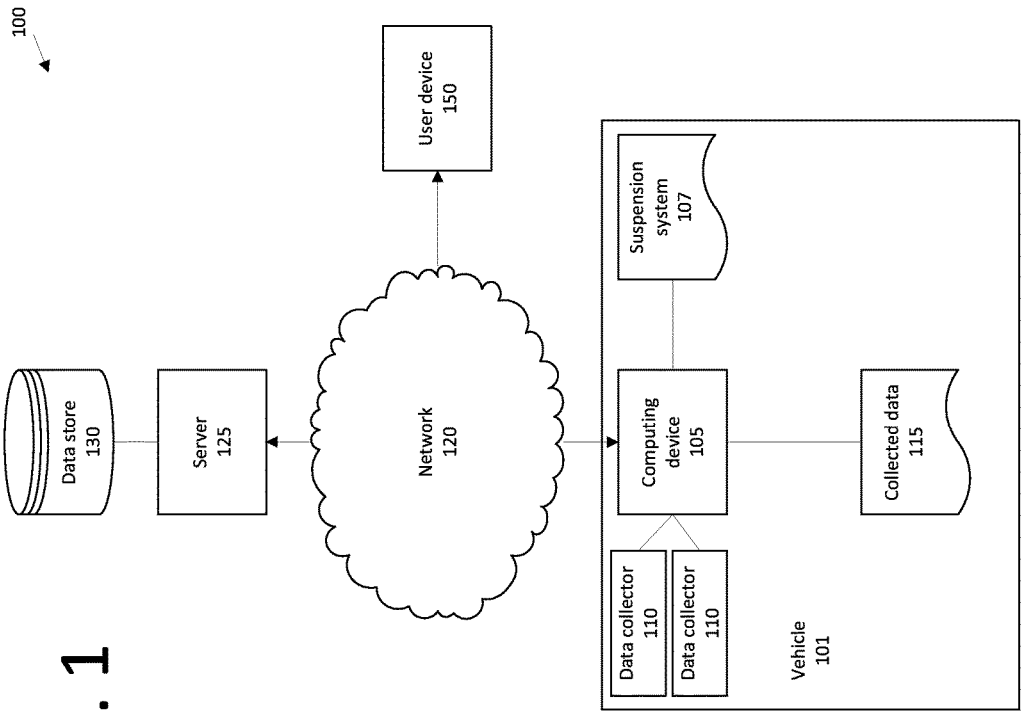 100
Data store
130
Server
125
Network
120
User device
150
Computing
device
105
Suspension
system
107
Data collector
110
Data collector
110
Collected data
115
Vehicle
101
. 1